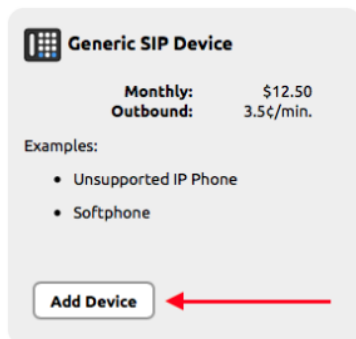 Generic SIP Device
Monthly: $12.50
Outbound: 3.5¢/min.
Examples:
• Unsupported IP Phone
• Softphone
Add Device